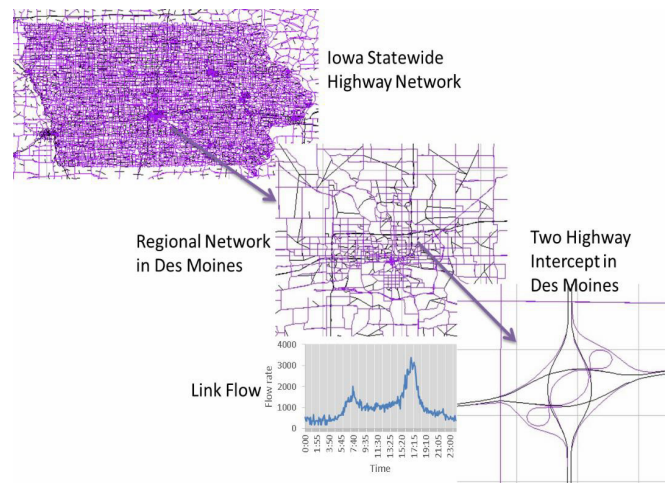 Iowa Statewide
Highway Network
Regional Network
in Des Moines
Two Highway
Intercept in
Des Moines
Link Flow
Flow rate
4000
3000
2000
1000
0
0:00
1:55
3:50
5:45
7:40
9:35
11:30
13:25
15:20
17:15
19:10
21:05
23:00
Time